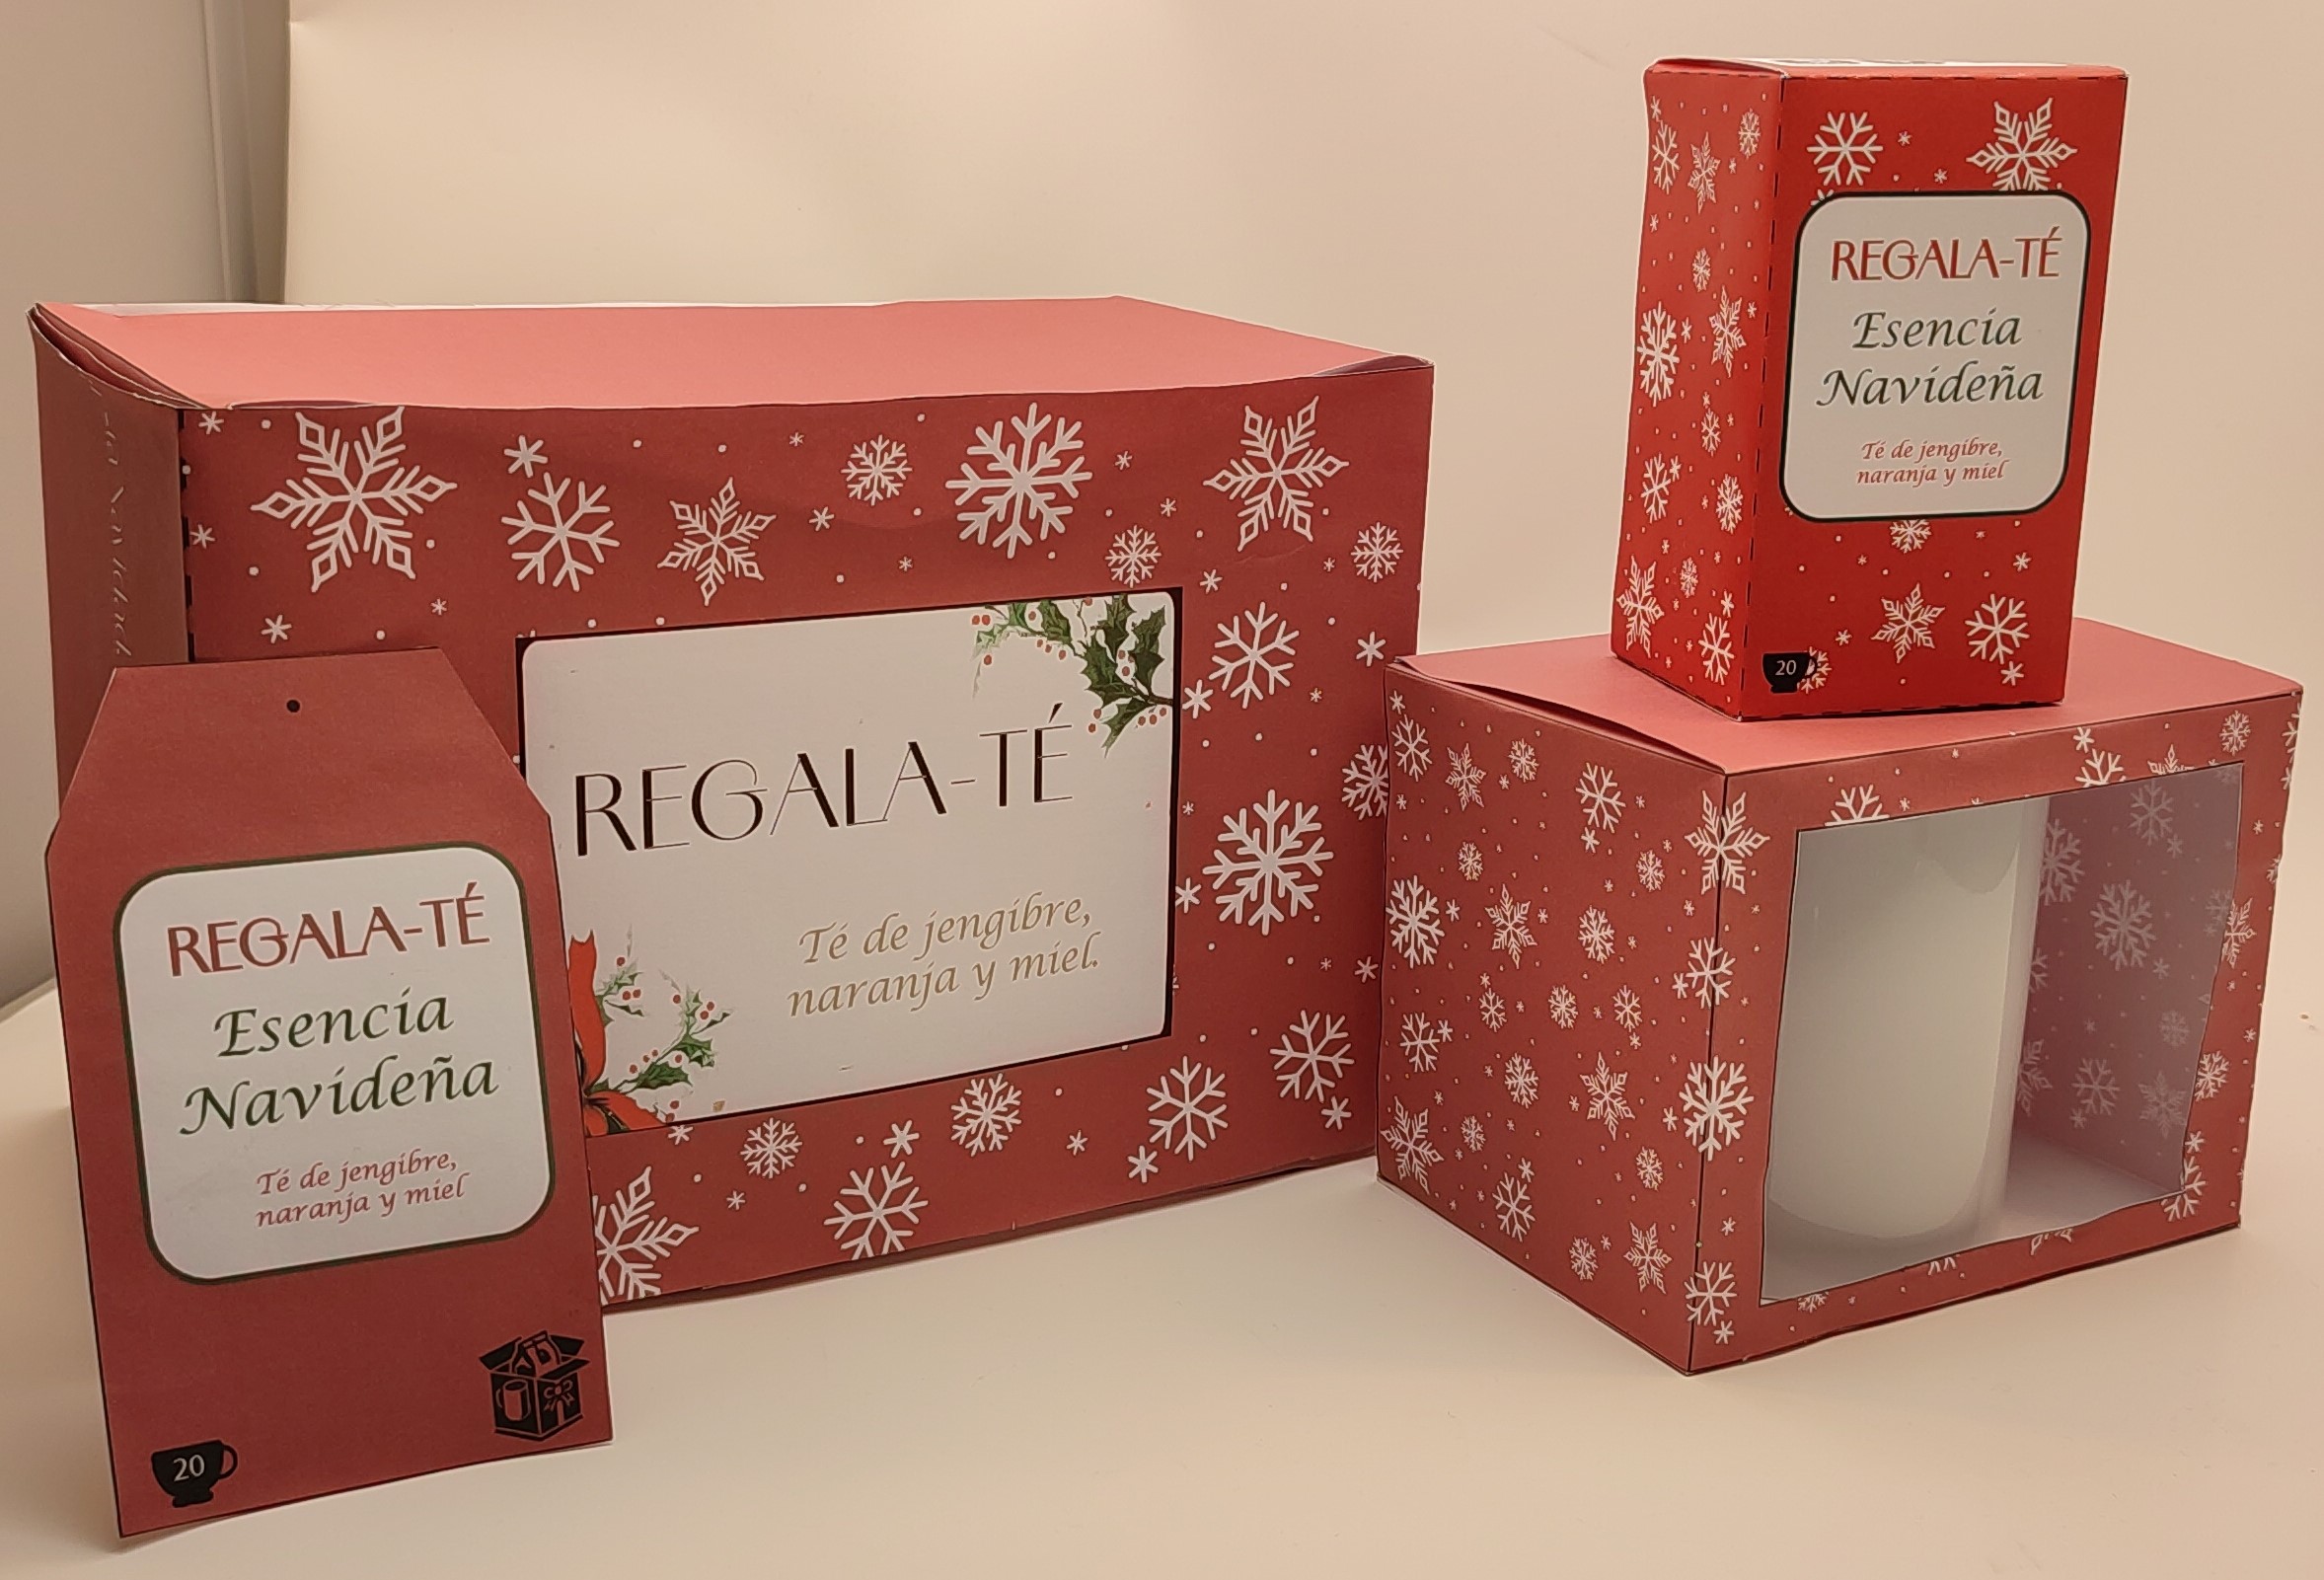 REGALA-TÉ
Té de jengibre,
naranja y miel.
REGALA-TÉ
Esencia
Navideña
Té de jengibre,
naranja y miel
20
REGALA-TÉ
Esencia
Navideña
Té de jengibre,
naranja y miel
20